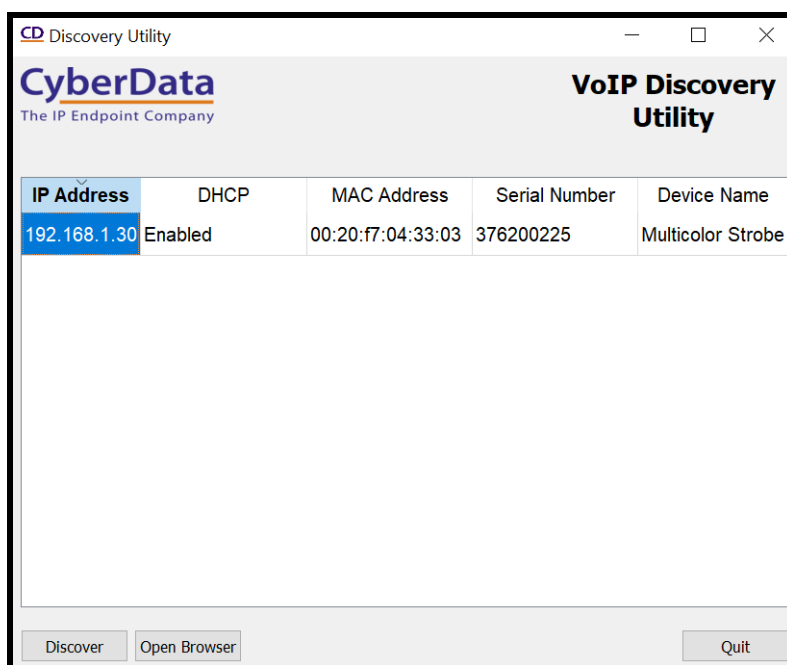 CD Discovery Utility
CyberData
The IP Endpoint Company
VoIP Discovery
Utility
IP Address DHCP MAC Address Serial Number Device Name
192.168.1.30 Enabled 00:20:f7:04:33:03 376200225 Multicolor Strobe
Discover Open Browser Quit